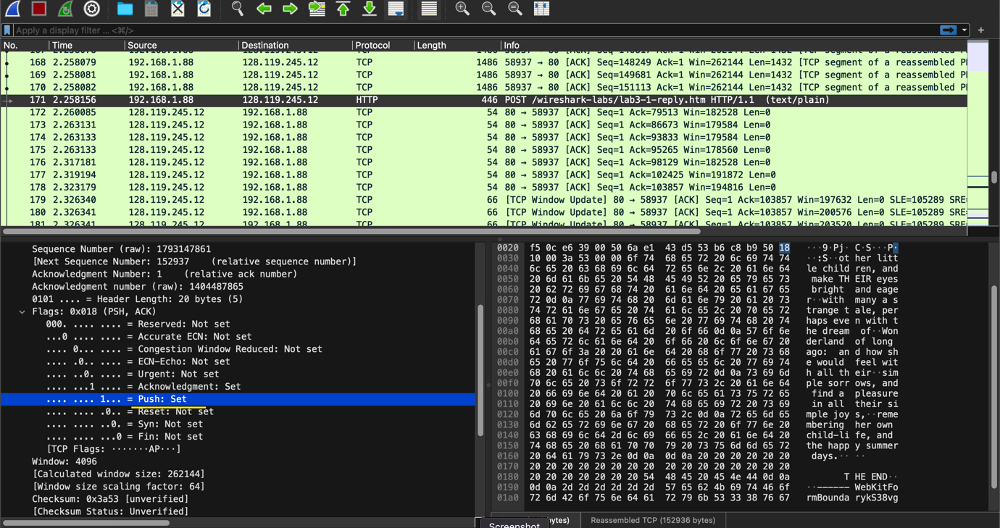 Apply a display filter ... <⌘/>
No. Time Source Destination Protocol Length Info
168 2.258079 192.168.1.88 128.119.245.12 TCP 1486 58937 → 80 [ACK] Seq=148249 Ack=1 Win=262144 Len=1432 [TCP segment of a reassembled P
169 2.258081 192.168.1.88 128.119.245.12 TCP 1486 58937 → 80 [ACK] Seq=149681 Ack=1 Win=262144 Len=1432 [TCP segment of a reassembled P
170 2.258082 192.168.1.88 128.119.245.12 TCP 1486 58937 → 80 [ACK] Seq=151113 Ack=1 Win=262144 Len=1432 [TCP segment of a reassembled P
171 2.258156 192.168.1.88 128.119.245.12 HTTP 446 POST /wireshark-labs/lab3-1-reply.htm HTTP/1.1 (text/plain)
172 2.260085 128.119.245.12 192.168.1.88 TCP 54 80 → 58937 [ACK] Seq=1 Ack=79513 Win=182528 Len=0
173 2.263131 128.119.245.12 192.168.1.88 TCP 54 80 → 58937 [ACK] Seq=1 Ack=86673 Win=179584 Len=0
174 2.263133 128.119.245.12 192.168.1.88 TCP 54 80 → 58937 [ACK] Seq=1 Ack=93833 Win=179584 Len=0
175 2.263133 128.119.245.12 192.168.1.88 TCP 54 80 → 58937 [ACK] Seq=1 Ack=95265 Win=178560 Len=0
176 2.317181 128.119.245.12 192.168.1.88 TCP 54 80 → 58937 [ACK] Seq=1 Ack=98129 Win=182528 Len=0
177 2.319194 128.119.245.12 192.168.1.88 TCP 54 80 → 58937 [ACK] Seq=1 Ack=102425 Win=191872 Len=0
178 2.323179 128.119.245.12 192.168.1.88 TCP 54 80 → 58937 [ACK] Seq=1 Ack=103857 Win=194816 Len=0
179 2.326340 128.119.245.12 192.168.1.88 TCP 66 [TCP Window Update] 80 → 58937 [ACK] Seq=1 Ack=103857 Win=197632 Len=0 SLE=105289 SRE=
180 2.326341 128.119.245.12 192.168.1.88 TCP 66 [TCP Window Update] 80 → 58937 [ACK] Seq=1 Ack=103857 Win=200576 Len=0 SLE=105289 SRE=
181 2.326341 128.119.245.12 192.168.1.88 TCP 66 [TCP Window Update] 80 → 58937 [ACK] Seq=1 Ack=103857 Win=203520 Len=0 SLE=105289 SRE=
Sequence Number (raw): 1793147861
[Next Sequence Number: 152937 (relative sequence number)]
Acknowledgment Number: 1 (relative ack number)
Acknowledgment number (raw): 1404487865
0101 .... = Header Length: 20 bytes (5)
Flags: 0x018 (PSH, ACK)
000. .... .... = Reserved: Not set
...0 .... .... = Accurate ECN: Not set
.... 0... .... = Congestion Window Reduced: Not set
.... .0.. .... = ECN-Echo: Not set
.... ..0. .... = Urgent: Not set
.... ...1 .... = Acknowledgment: Set
.... .... 1... = Push: Set
.... .... .0.. = Reset: Not set
.... .... ..0. = Syn: Not set
.... .... ...0 = Fin: Not set
[TCP Flags: ·······AP···]
Window: 4096
[Calculated window size: 262144]
[Window size scaling factor: 64]
Checksum: 0x3a53 [unverified]
[Checksum Status: Unverified]
0020 f5 0c e6 39 00 50 6a e1 43 d5 53 b6 c8 b9 50 18 ···9·Pj· C·S···P·
0030 10 00 3a 53 00 00 6f 74 68 65 72 20 6c 69 74 74 ··:S··ot her litt
0040 6c 65 20 63 68 69 6c 64 72 65 6e 2c 20 61 6e 64 le child ren, and
0050 20 6d 61 6b 65 20 54 48 45 49 52 20 65 79 65 73 make TH EIR eyes
0060 20 62 72 69 67 68 74 20 61 6e 64 20 65 61 67 65 bright and eage
0070 72 0d 0a 77 69 74 68 20 6d 61 6e 79 20 61 20 73 r··with many a s
0080 74 72 61 6e 67 65 20 74 61 6c 65 2c 20 70 65 72 trange t ale, per
0090 68 61 70 73 20 65 76 65 6e 20 77 69 74 68 20 74 haps eve n with t
00a0 68 65 20 64 72 65 61 6d 20 6f 66 0d 0a 57 6f 6e he dream of··Won
00b0 64 65 72 6c 61 6e 64 20 6f 66 20 6c 6f 6e 67 20 derland of long
00c0 61 67 6f 3a 20 20 61 6e 64 20 68 6f 77 20 73 68 ago: an d how sh
00d0 65 20 77 6f 75 6c 64 20 66 65 65 6c 20 77 69 74 e would feel wit
00e0 68 20 61 6c 6c 20 74 68 65 69 72 0d 0a 73 69 6d h all th eir··sim
00f0 70 6c 65 20 73 6f 72 72 6f 77 73 2c 20 61 6e 64 ple sorr ows, and
0100 20 66 69 6e 64 20 61 20 70 6c 65 61 73 75 72 65 find a pleasure
0110 20 69 6e 20 61 6c 6c 20 74 68 65 69 72 20 73 69 in all their si
0120 6d 70 6c 65 20 6a 6f 79 73 2c 0d 0a 72 65 6d 65 mple joy s,··reme
0130 6d 62 65 72 69 6e 67 20 68 65 72 20 6f 77 6e 20 mbering her own
0140 63 68 69 6c 64 2d 6c 69 66 65 2c 20 61 6e 64 20 child-li fe, and
0150 74 68 65 20 68 61 70 70 79 20 73 75 6d 6d 65 72 the happ y summer
0160 20 64 61 79 73 2e 0d 0a 0d 0a 20 20 20 20 20 20 days.·· ··
0170 20 20 20 20 20 20 20 20 20 20 20 20 20 20 20 20
0180 20 20 20 20 20 20 20 54 48 45 20 45 4e 44 0d 0a T HE END··
0190 0d 0a 2d 2d 2d 2d 2d 2d 57 65 62 4b 69 74 46 6f ··------ WebKitFo
01a0 72 6d 42 6f 75 6e 64 61 72 79 6b 53 33 38 76 67 rmBounda rykS38vg
Screenshot
bytes) Reassembled TCP (152936 bytes)